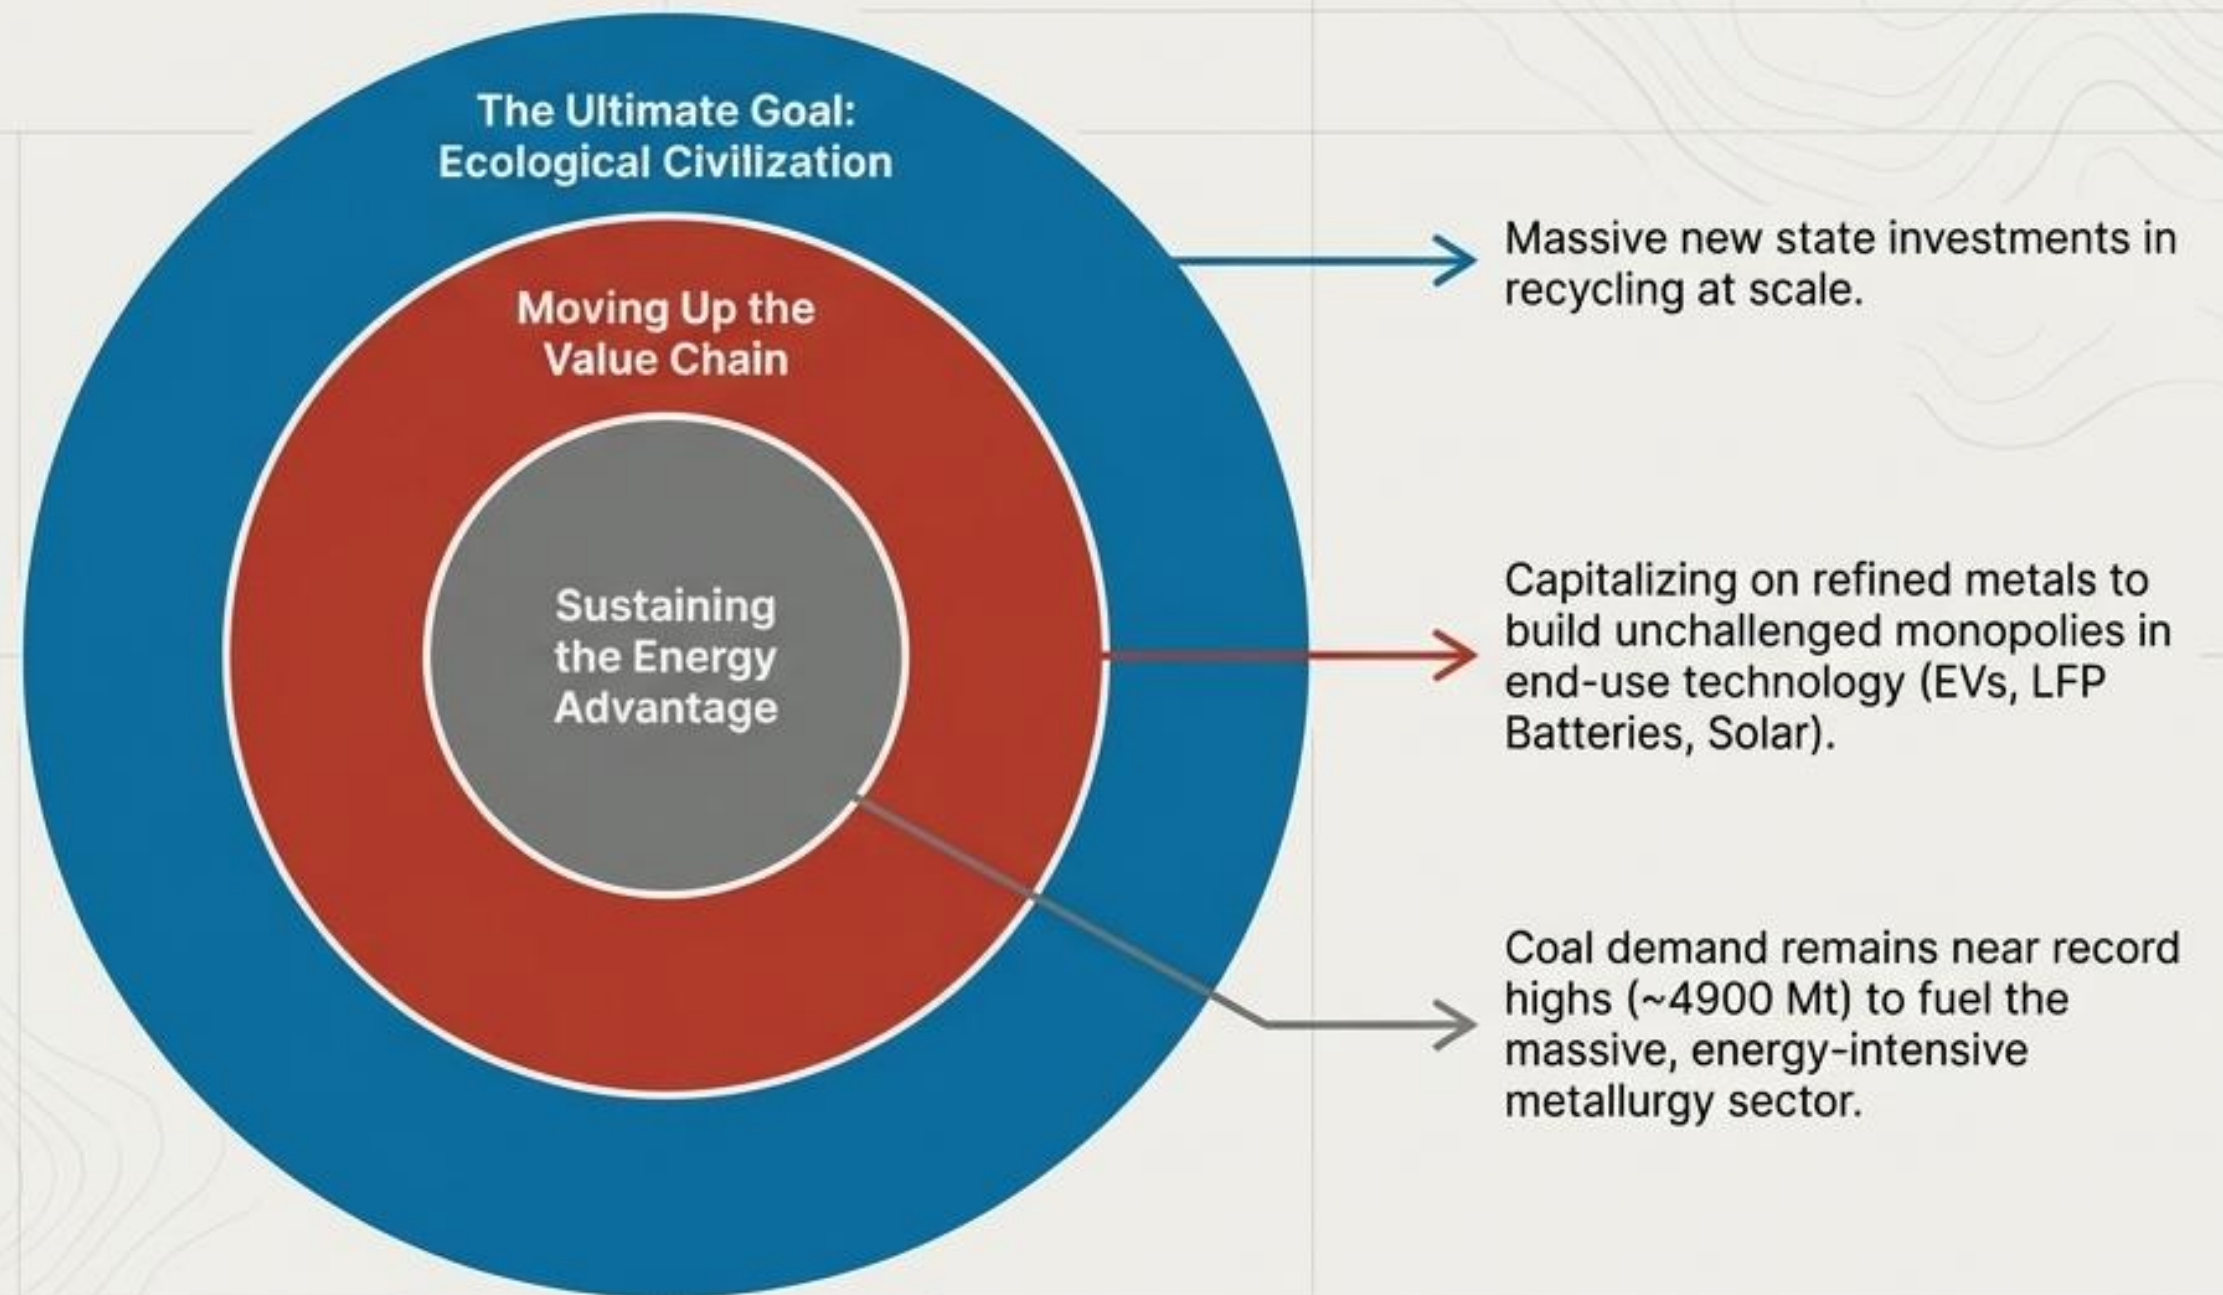 The Ultimate Goal:
Ecological Civilization
Moving Up the
Value Chain
Sustaining
the Energy
Advantage
Massive new state investments in
recycling at scale.
Capitalizing on refined metals to
build unchallenged monopolies in
end-use technology (EVs, LFP
Batteries, Solar).
Coal demand remains near record
highs (~4900 Mt) to fuel the
massive, energy-intensive
metallurgy sector.